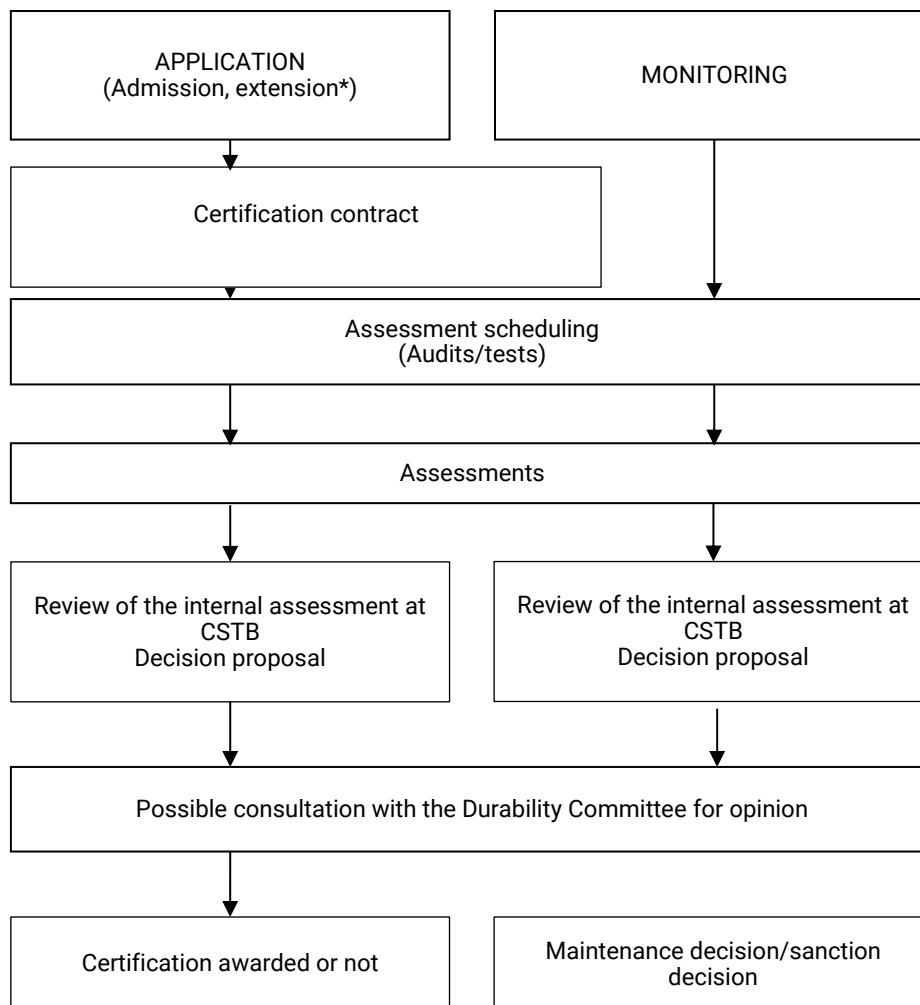 APPLICATION
(Admission, extension*)
MONITORING
Certification contract
Assessment scheduling
(Audits/tests)
Assessments
Review of the internal assessment at
CSTB
Decision proposal
Review of the internal assessment at
CSTB
Decision proposal
Possible consultation with the Durability Committee for opinion
Certification awarded or not
Maintenance decision/sanction
decision